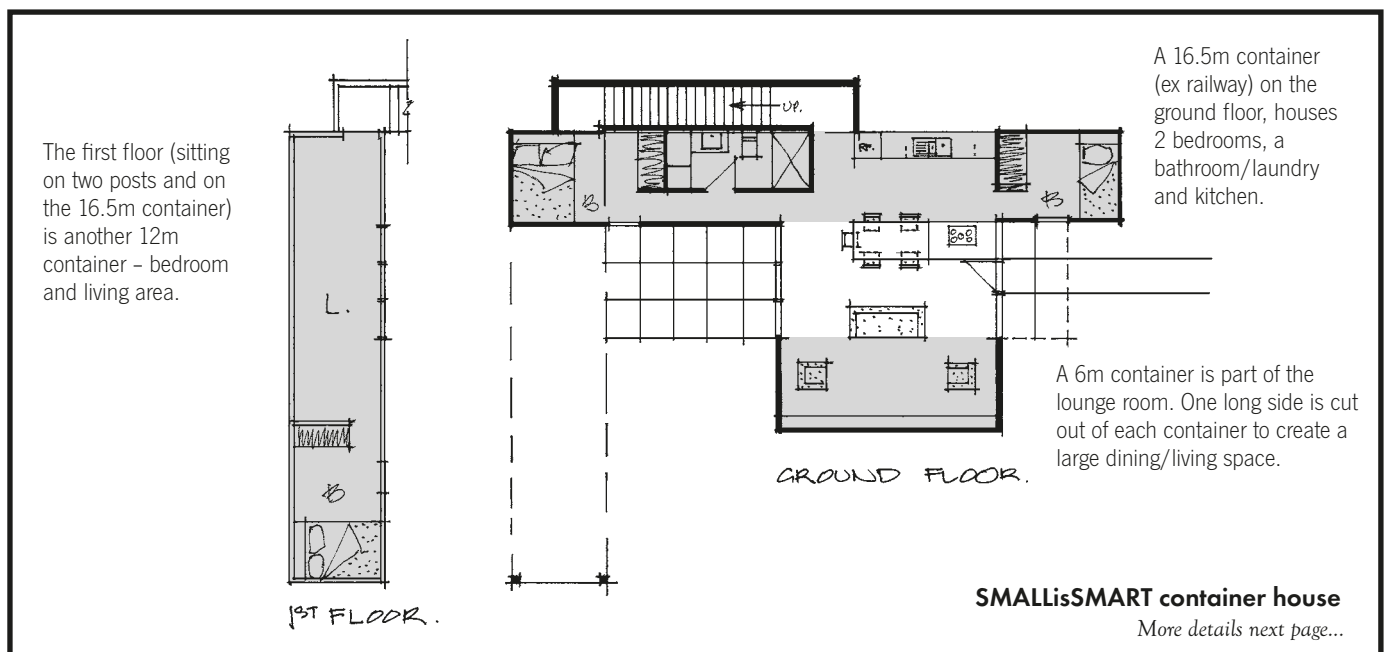 The first floor (sitting
on two posts and on
the 16.5m container)
is another 12m
container – bedroom
and living area.
L.
B
1ST FLOOR.
UP.
B
B
GROUND FLOOR.
A 16.5m container
(ex railway) on the
ground floor, houses
2 bedrooms, a
bathroom/laundry
and kitchen.
A 6m container is part of the
lounge room. One long side is cut
out of each container to create a
large dining/living space.
SMALLisSMART container house
More details next page...